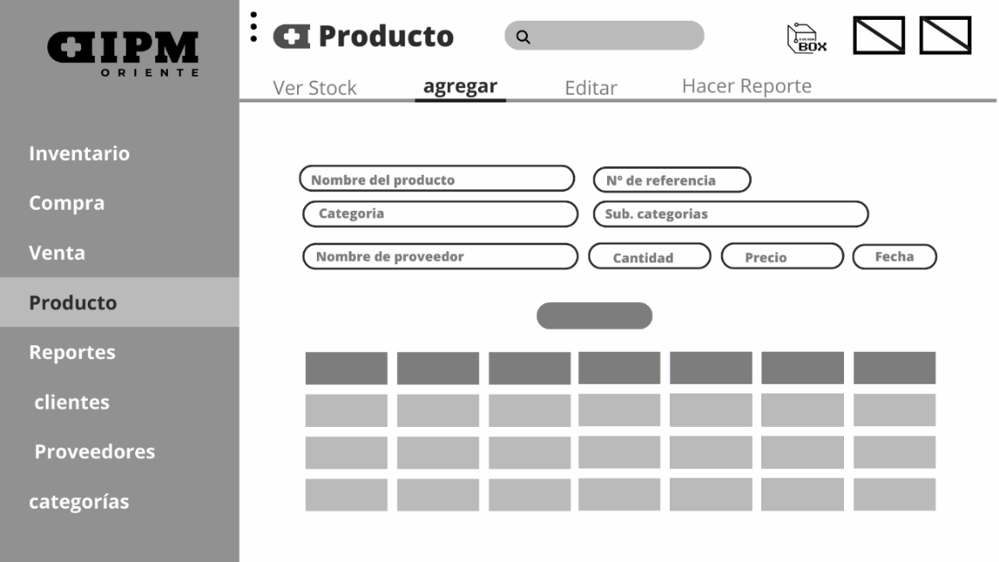 IPM
ORIENTE
Inventario
Compra
Venta
Producto
Reportes
clientes
Proveedores
categorías
Producto
SYSTEM
BOX
Ver Stock
agregar
Editar
Hacer Reporte
Nombre del producto
N° de referencia
Categoria
Sub. categorias
Nombre de proveedor
Cantidad
Precio
Fecha